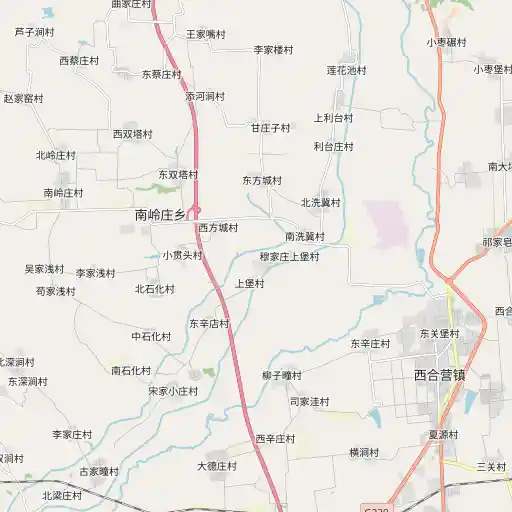 曲家庄村
芦子涧村
王家嘴村
李家楼村
小枣碾村
西蔡庄村
东蔡庄村
莲花池村
小枣堡村
赵家窑村
添河涧村
上利台村
西双塔村
甘庄子村
利台庄村
北岭庄村
东双塔村
东方城村
南岭庄村
北洗冀村
南岭庄乡
西方城村
南洗冀村
祁家皂
小贯头村
穆家庄上堡村
吴家浅村
李家浅村
苟家浅村
北石化村
上堡村
西合
东辛店村
中石化村
东关堡村
东辛庄村
北深涧村
南石化村
东深涧村
柳子疃村
西合营镇
宋家小庄村
司家洼村
李家庄村
西辛庄村
夏源村
横涧村
古家疃村
大德庄村
三关村
北梁庄村